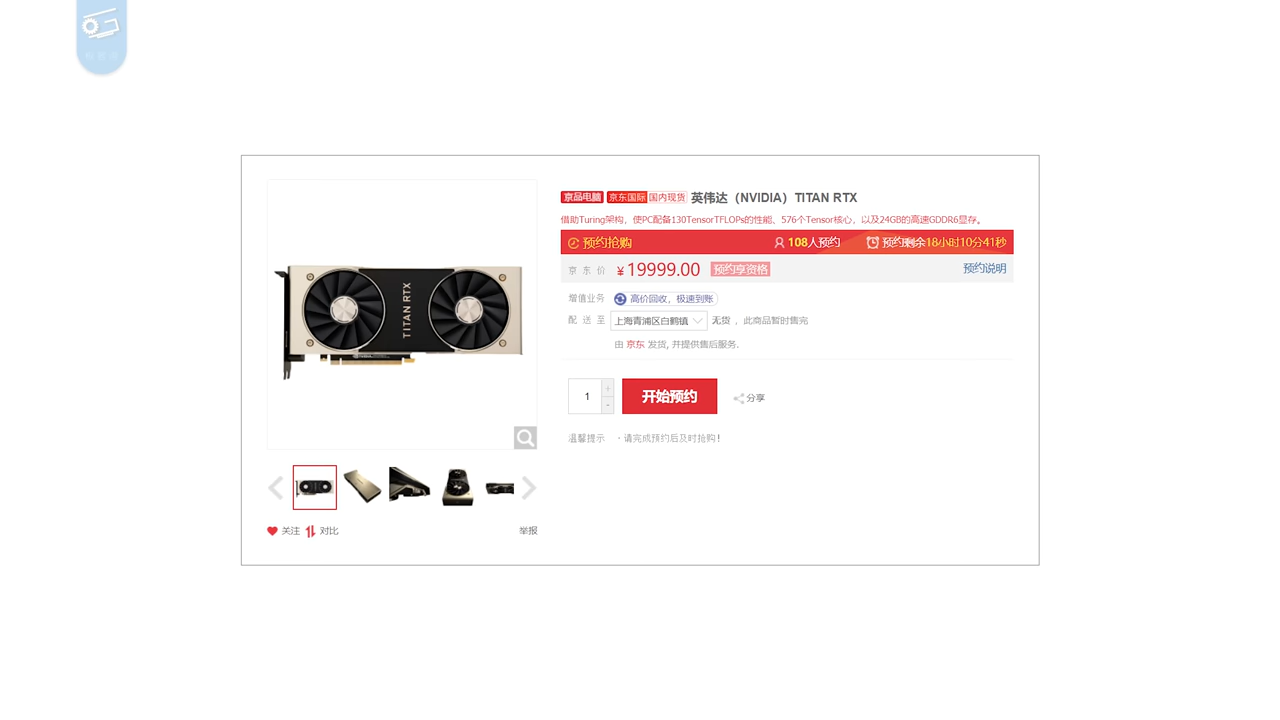 京品电脑 京东国际 国内现货 英伟达（NVIDIA）TITAN RTX
借助Turing架构，使PC配备130TensorTFLOPs的性能、576个Tensor核心，以及24GB的高速GDDR6显存。
预约抢购 108人预约 预约剩余18小时10分41秒
京东价 ￥19999.00 预约享资格 预约说明
增值业务 高价回收，极速到账
配送至 上海青浦区白鹤镇 无货 ，此商品暂时售完
由 京东 发货, 并提供售后服务.
1 + - 开始预约 分享
温馨提示 ·请完成预约后及时抢购！
TITAN RTX
关注 对比 举报